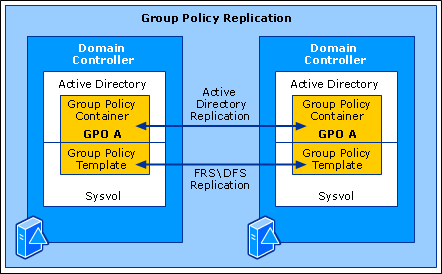 Group Policy Replication
Domain
Controller
Active Directory
Group Policy
Container
GPO A
Group Policy
Template
Sysvol
Active
Directory
Replication
FRS\DFS
Replication
Domain
Controller
Active Directory
Group Policy
Container
GPO A
Group Policy
Template
Sysvol